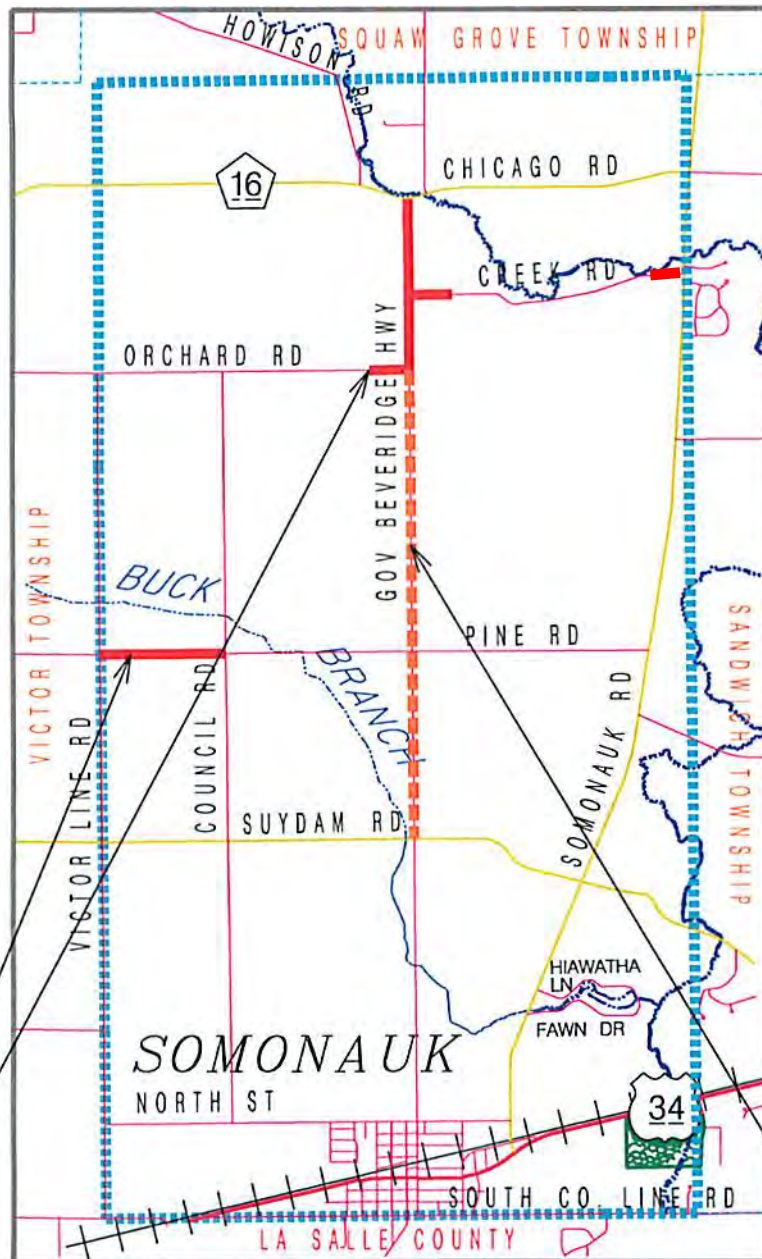 HOWISON RD
SQUAW GROVE TOWNSHIP
16
CHICAGO RD
CREEK RD
ORCHARD RD
GOV BEVERIDGE HWY
VICTOR TOWNSHIP
BUCK BRANCH
PINE RD
SANDWICH TOWNSHIP
VICTOR LINE RD
COUNCIL RD
SOMONAUK RD
SUYDAM RD
HIAWATHA
LN
FAWN DR
SOMONAUK
NORTH ST
34
SOUTH CO. LINE RD
LA SALLE COUNTY